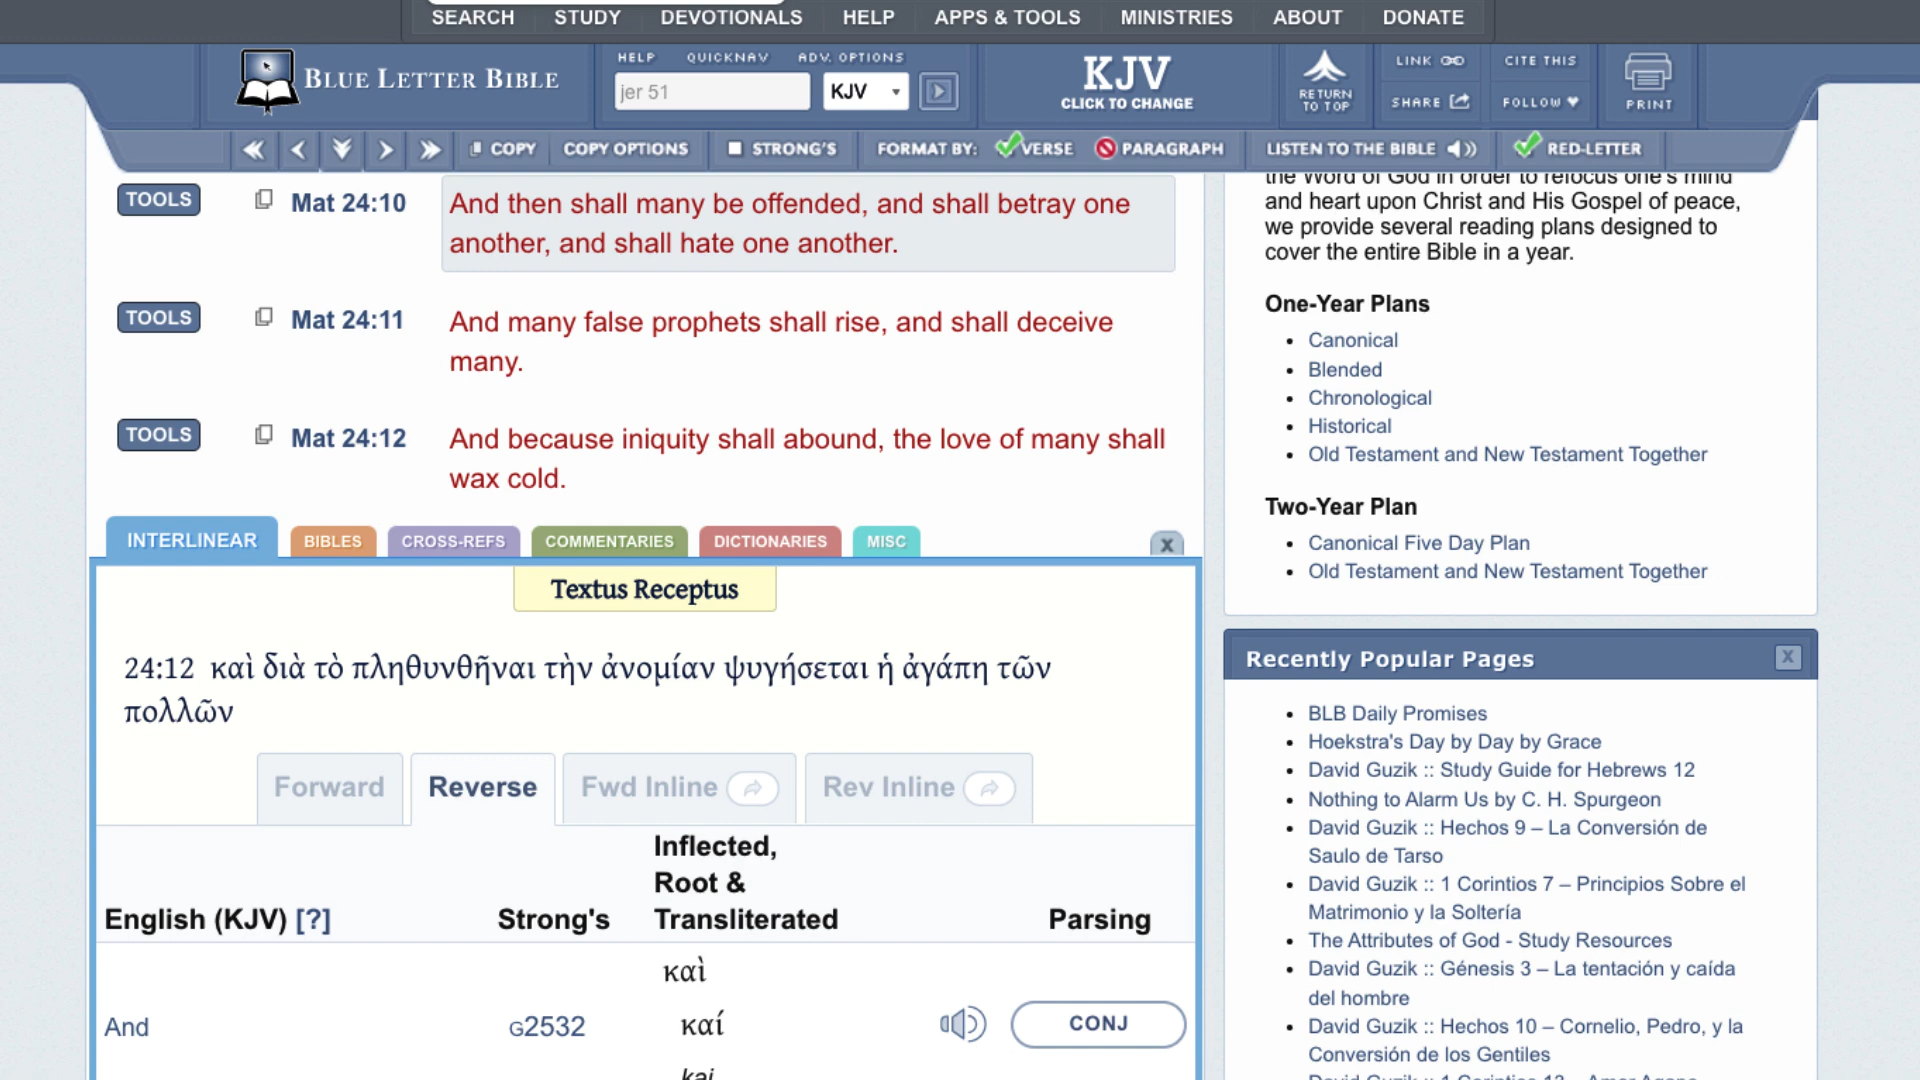 SEARCH STUDY DEVOTIONALS HELP APPS & TOOLS MINISTRIES ABOUT DONATE
BLUE LETTER BIBLE
HELP QUICKNAV ADV. OPTIONS
jer 51 KJV
KJV
CLICK TO CHANGE
RETURN
TO TOP
LINK
SHARE
CITE THIS
FOLLOW
PRINT
COPY COPY OPTIONS STRONG'S FORMAT BY: VERSE PARAGRAPH LISTEN TO THE BIBLE RED-LETTER
TOOLS Mat 24:10 And then shall many be offended, and shall betray one
another, and shall hate one another.
TOOLS Mat 24:11 And many false prophets shall rise, and shall deceive
many.
TOOLS Mat 24:12 And because iniquity shall abound, the love of many shall
wax cold.
INTERLINEAR BIBLES CROSS-REFS COMMENTARIES DICTIONARIES MISC X
Textus Receptus
24:12 καὶ διὰ τὸ πληθυνθῆναι τὴν ἀνομίαν ψυγήσεται ἡ ἀγάπη τῶν
πολλῶν
Forward Reverse Fwd Inline Rev Inline
English (KJV) [?] Strong's
Inflected,
Root &
Transliterated
Parsing
καὶ
And G2532 καί CONJ
kai
the Word of God in order to refocus one's mind
and heart upon Christ and His Gospel of peace,
we provide several reading plans designed to
cover the entire Bible in a year.
One-Year Plans
• Canonical
• Blended
• Chronological
• Historical
• Old Testament and New Testament Together
Two-Year Plan
• Canonical Five Day Plan
• Old Testament and New Testament Together
Recently Popular Pages X
• BLB Daily Promises
• Hoekstra's Day by Day by Grace
• David Guzik :: Study Guide for Hebrews 12
• Nothing to Alarm Us by C. H. Spurgeon
• David Guzik :: Hechos 9 – La Conversión de
Saulo de Tarso
• David Guzik :: 1 Corintios 7 – Principios Sobre el
Matrimonio y la Soltería
• The Attributes of God - Study Resources
• David Guzik :: Génesis 3 – La tentación y caída
del hombre
• David Guzik :: Hechos 10 – Cornelio, Pedro, y la
Conversión de los Gentiles